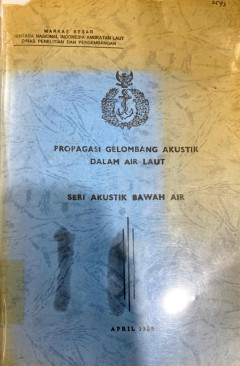 MARKAS BESAR
TENTARA NASIONAL INDONESIA ANGKATAN LAUT
DINAS PENELITIAN DAN PENGEMBANGAN
PROPAGASI GELOMBANG AKUSTIK
DALAM AIR LAUT
SERI AKUSTIK BAWAH AIR
APRIL